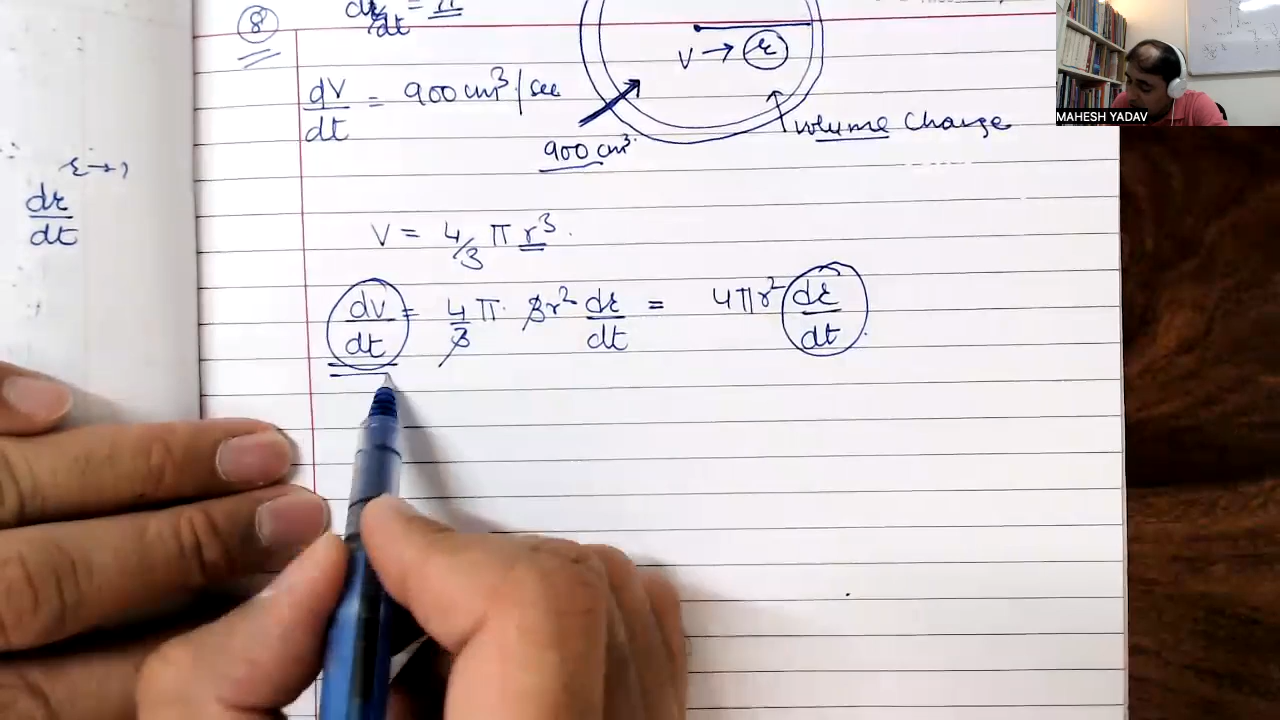 8
= π
dt
dV/dt = 900 cm³/sec
V → r
900 cm³
volume change
r →
dr/dt
V = 4/3 π r³.
dv/dt = 4/3 π. 3r² dr/dt = 4πr² dr/dt.
MAHESH YADAV